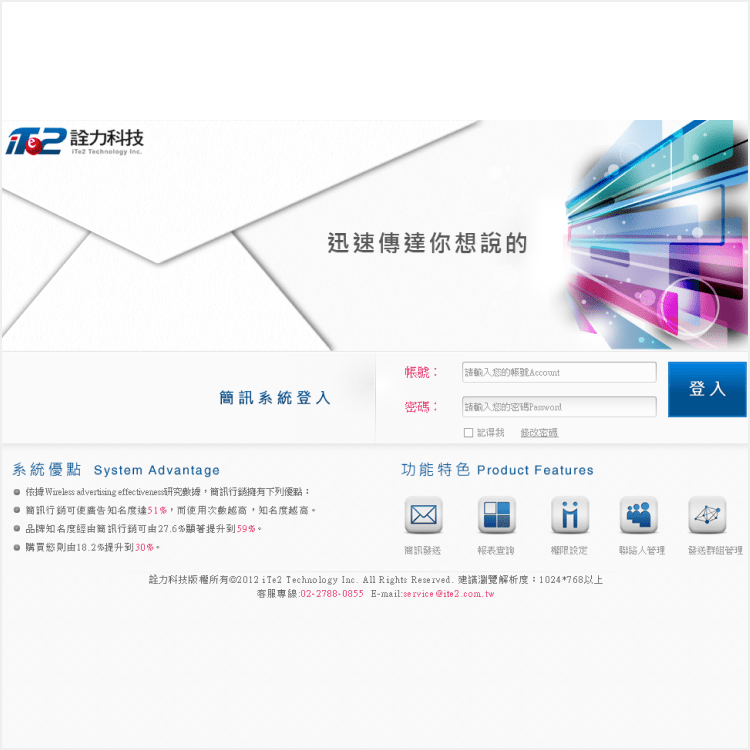 iTe2 詮力科技
iTe2 Technology Inc.
迅速傳達你想說的
簡訊系統登入
帳號：
請輸入您的帳號Account
密碼：
請輸入您的密碼Password
登入
記得我 修改密碼
系統優點 System Advantage
依據Wireless advertising effectiveness研究數據，簡訊行銷擁有下列優點：
簡訊行銷可使廣告知名度達51%，而使用次數越高，知名度越高。
品牌知名度經由簡訊行銷可由27.6%顯著提升到59%。
購買慾則由18.2%提升到30%。
功能特色 Product Features
簡訊發送 報表查詢 權限設定 聯絡人管理 發送群組管理
詮力科技版權所有©2012 iTe2 Technology Inc. All Rights Reserved. 建議瀏覽解析度：1024*768以上
客服專線:02-2788-0855 E-mail:service@ite2.com.tw